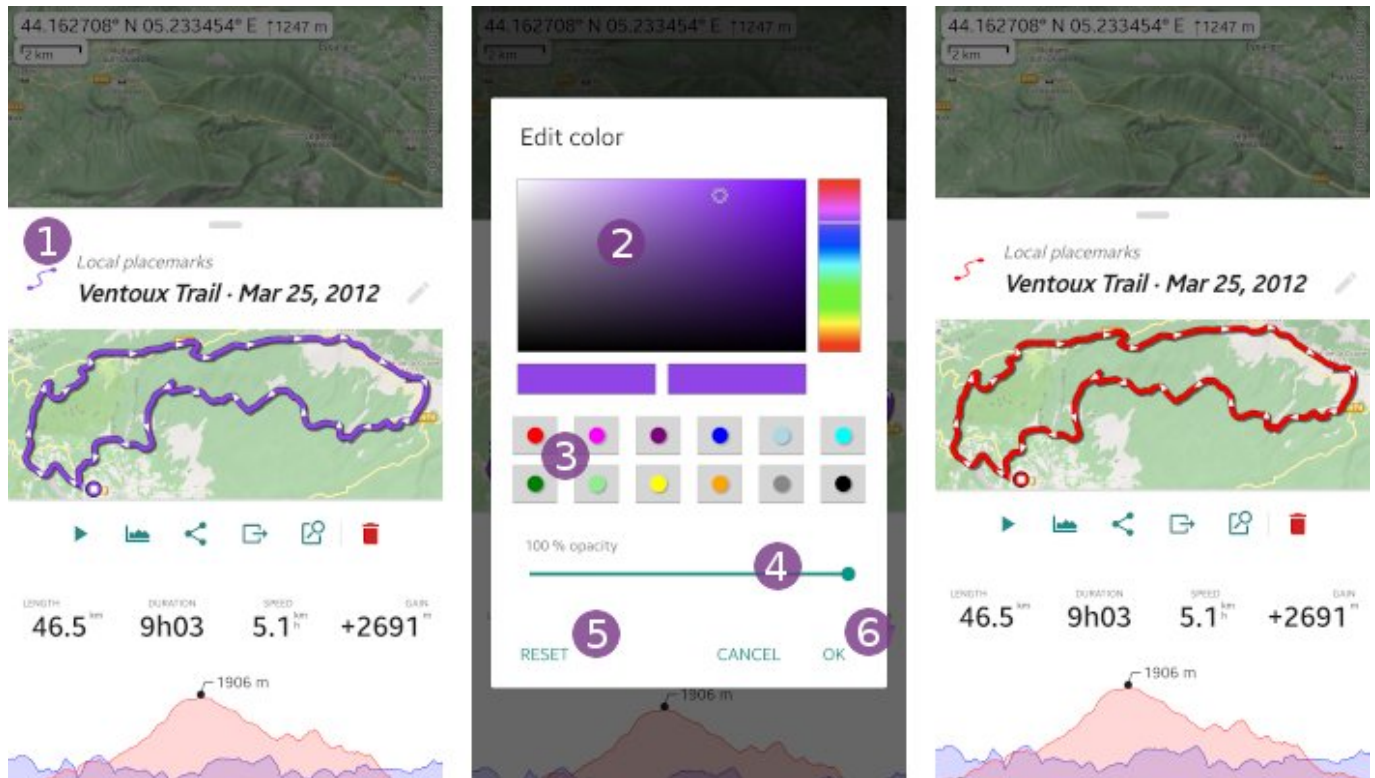 44.162708° N 05.233454° E ↑1247 m
2 km
1
Local placemarks
Ventoux Trail · Mar 25, 2012
LENGTH DURATION SPEED GAIN
46.5 km 9h03 5.1 km h +2691 m
1906 m
44.162708° N 05.233454° E ↑1247 m
2 km
Edit color
2
3
100 % opacity
4
5
6
RESET CANCEL OK
1906 m
44.162708° N 05.233454° E ↑1247 m
2 km
Local placemarks
Ventoux Trail · Mar 25, 2012
LENGTH DURATION SPEED GAIN
46.5 km 9h03 5.1 km h +2691 m
1906 m